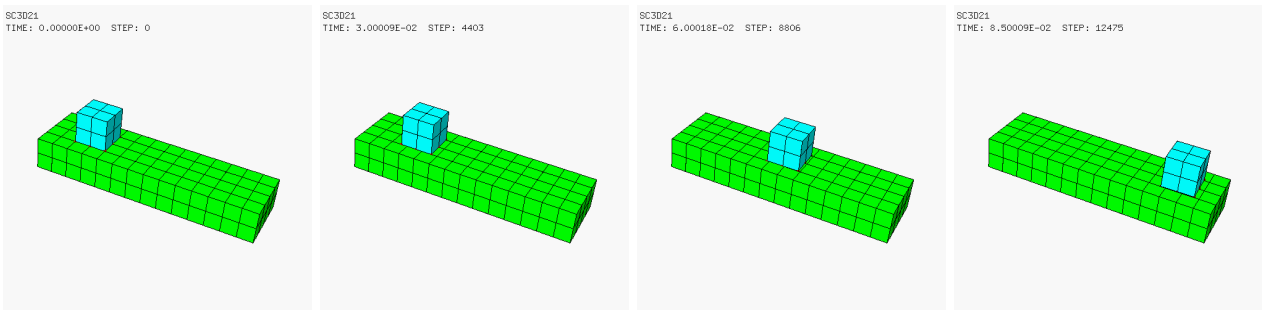 SC3D21
TIME: 0.00000E+00  STEP: 0
SC3D21
TIME: 3.00009E-02  STEP: 4403
SC3D21
TIME: 6.00018E-02  STEP: 8806
SC3D21
TIME: 8.50009E-02  STEP: 12475